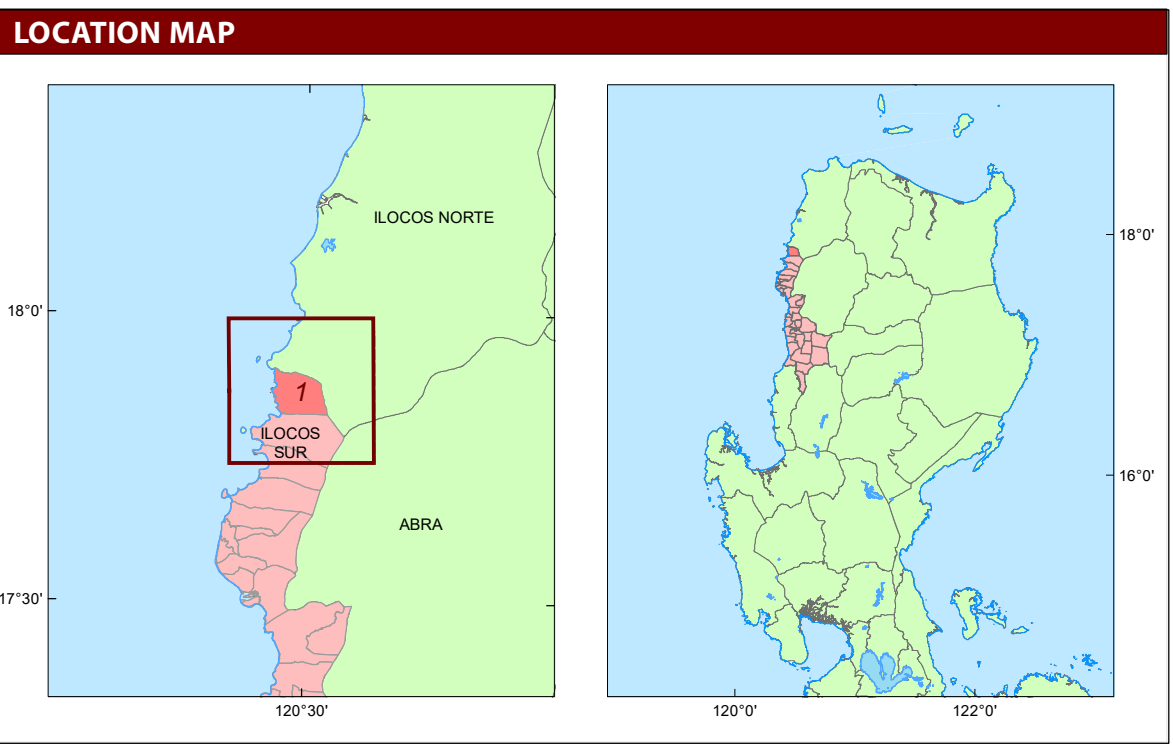 LOCATION MAP
ILOCOS NORTE
18°0'
1
ILOCOS
SUR
ABRA
17°30'
120°30'
18°0'
16°0'
120°0'
122°0'